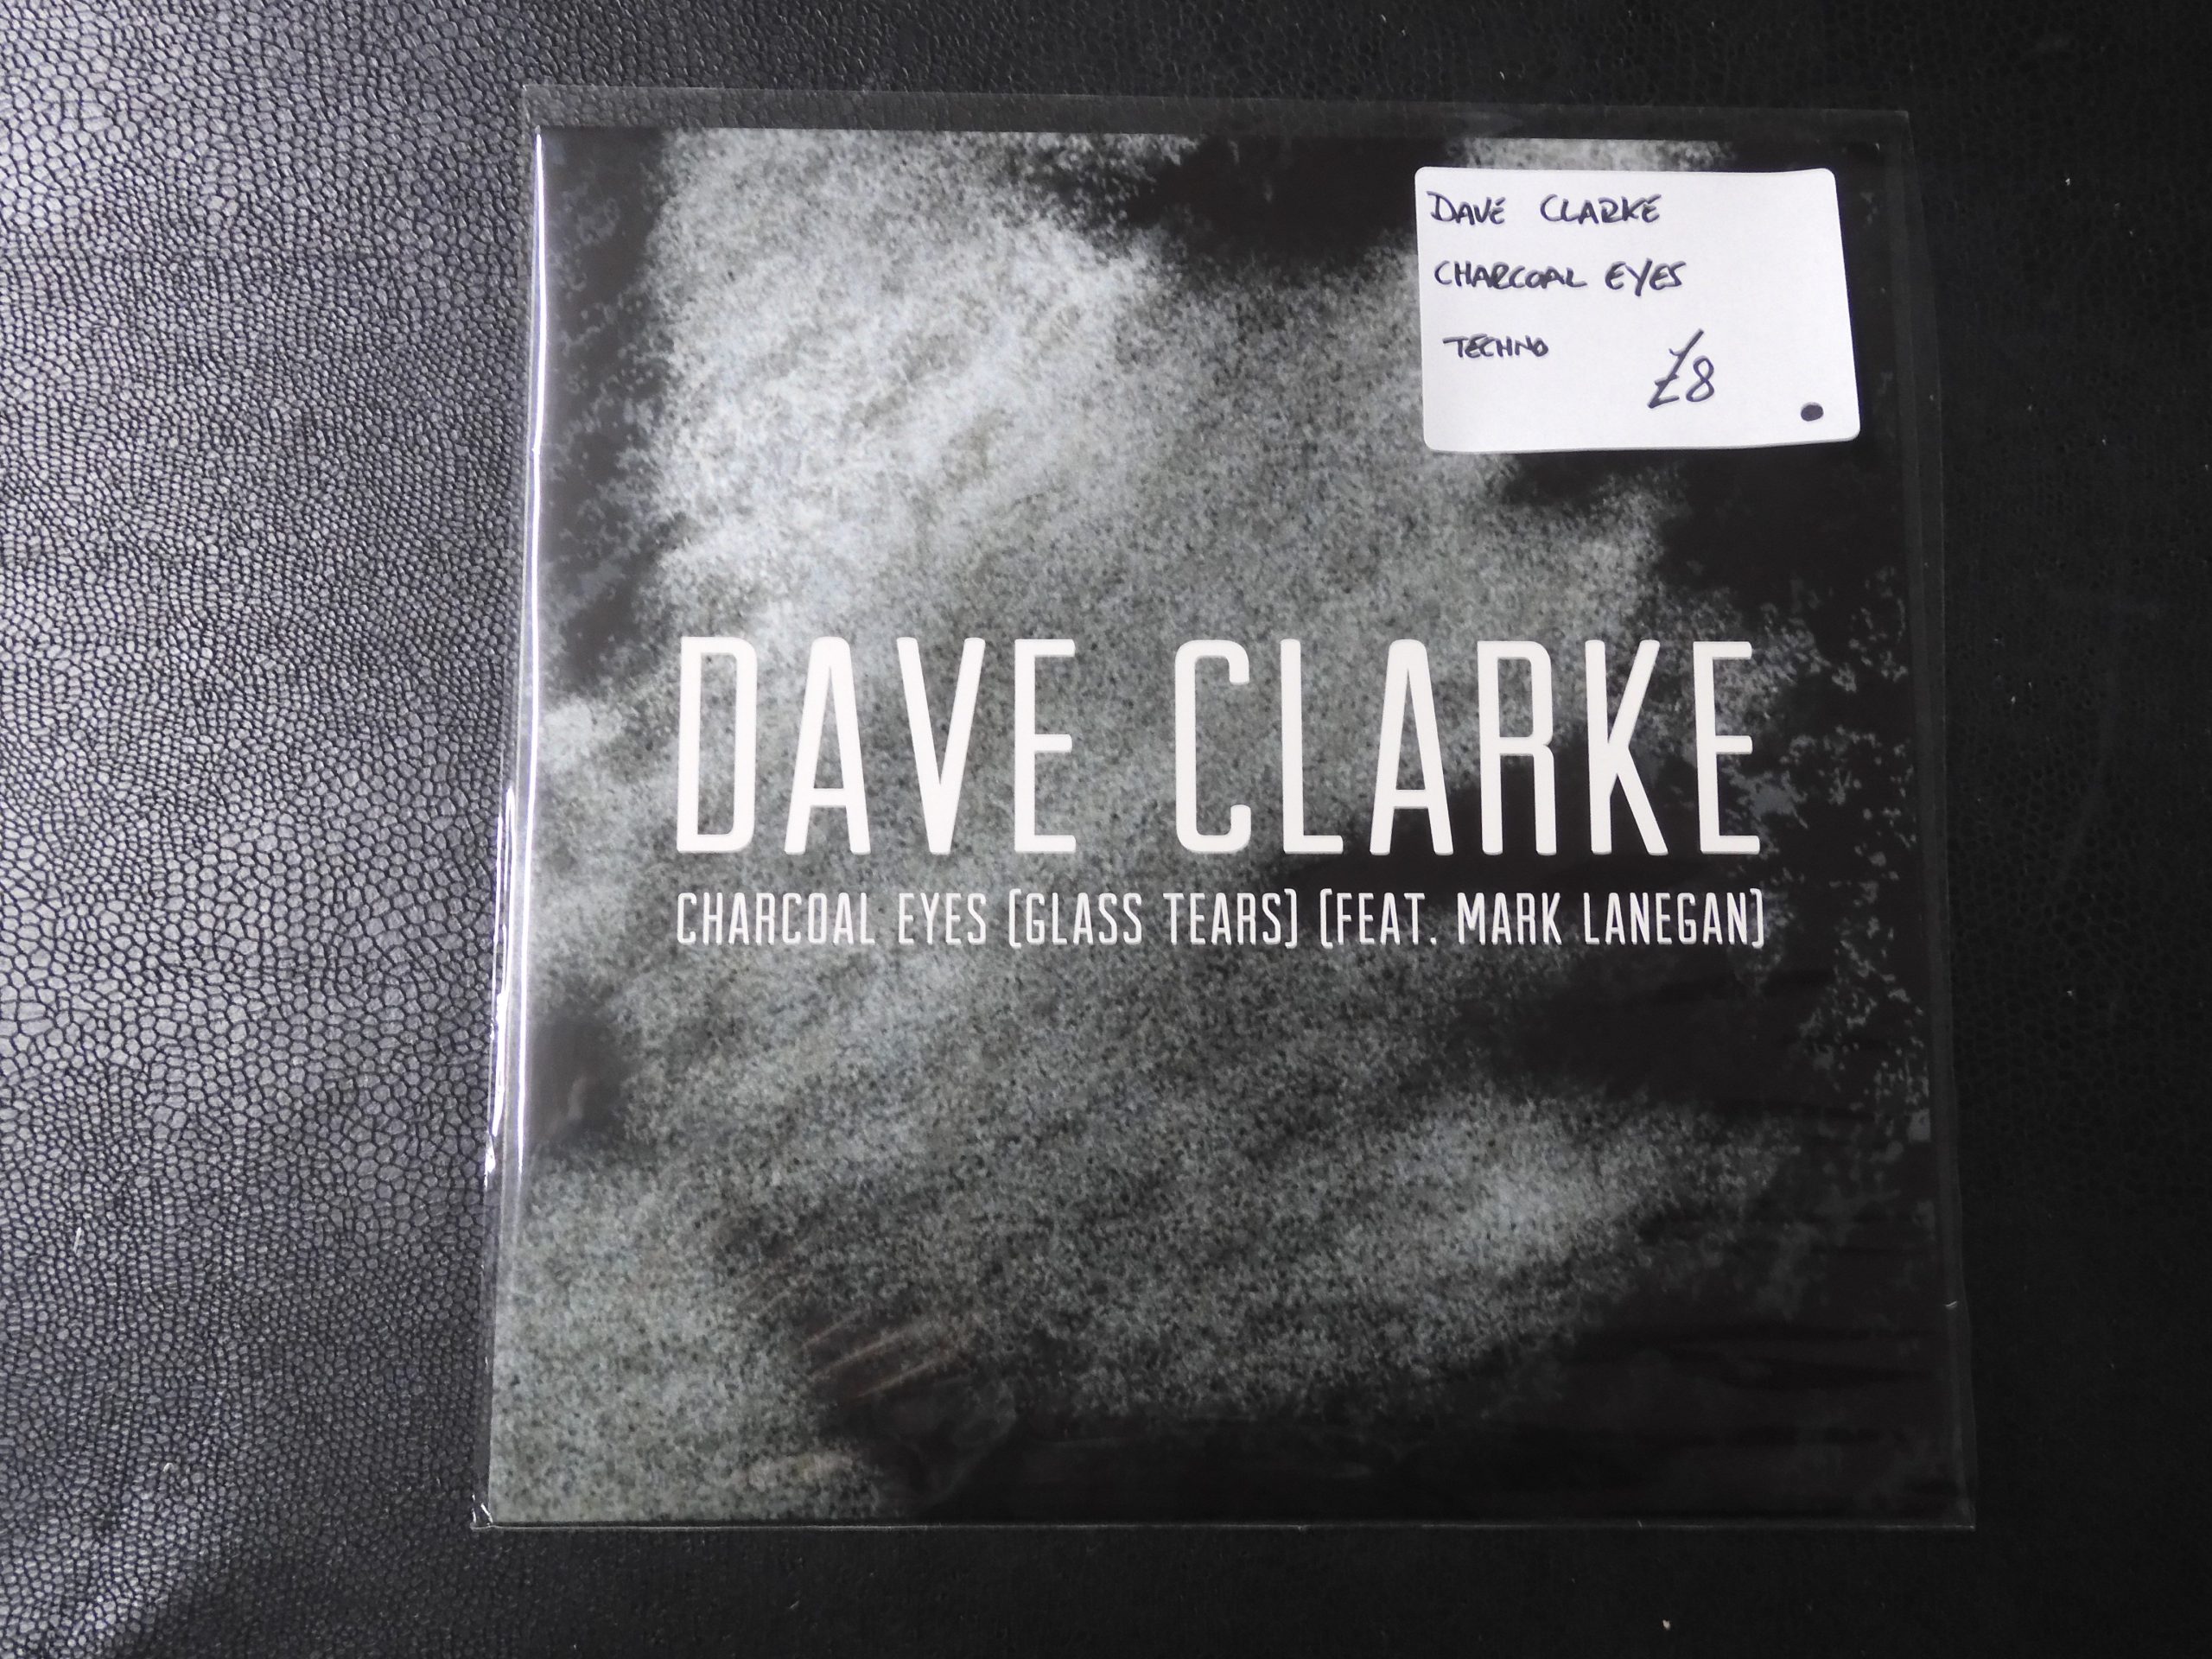 DAVE CLARKE
CHARCOAL EYES
TECHNO
£8
DAVE CLARKE
CHARCOAL EYES (GLASS TEARS) (FEAT. MARK LANEGAN)